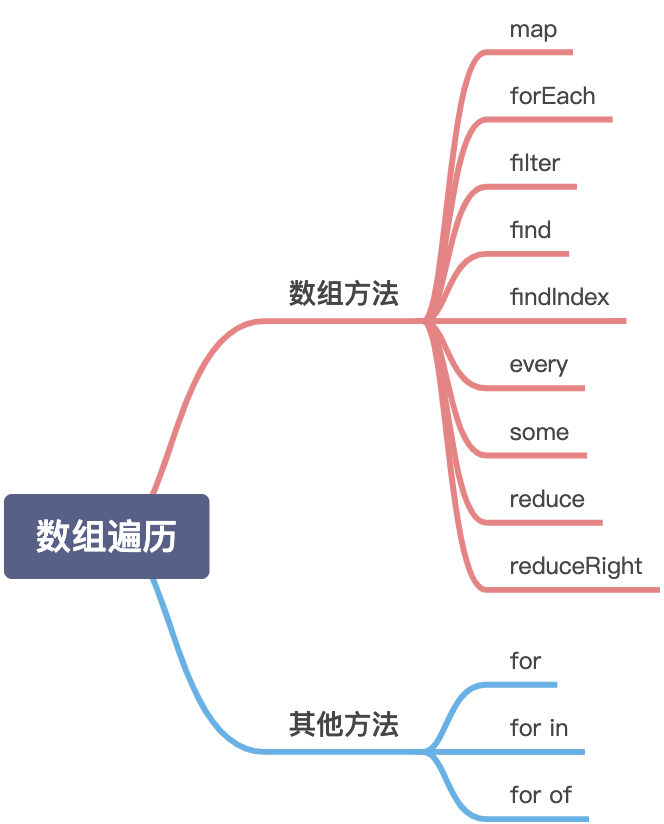 数组遍历
数组方法
map
forEach
filter
find
findIndex
every
some
reduce
reduceRight
其他方法
for
for in
for of